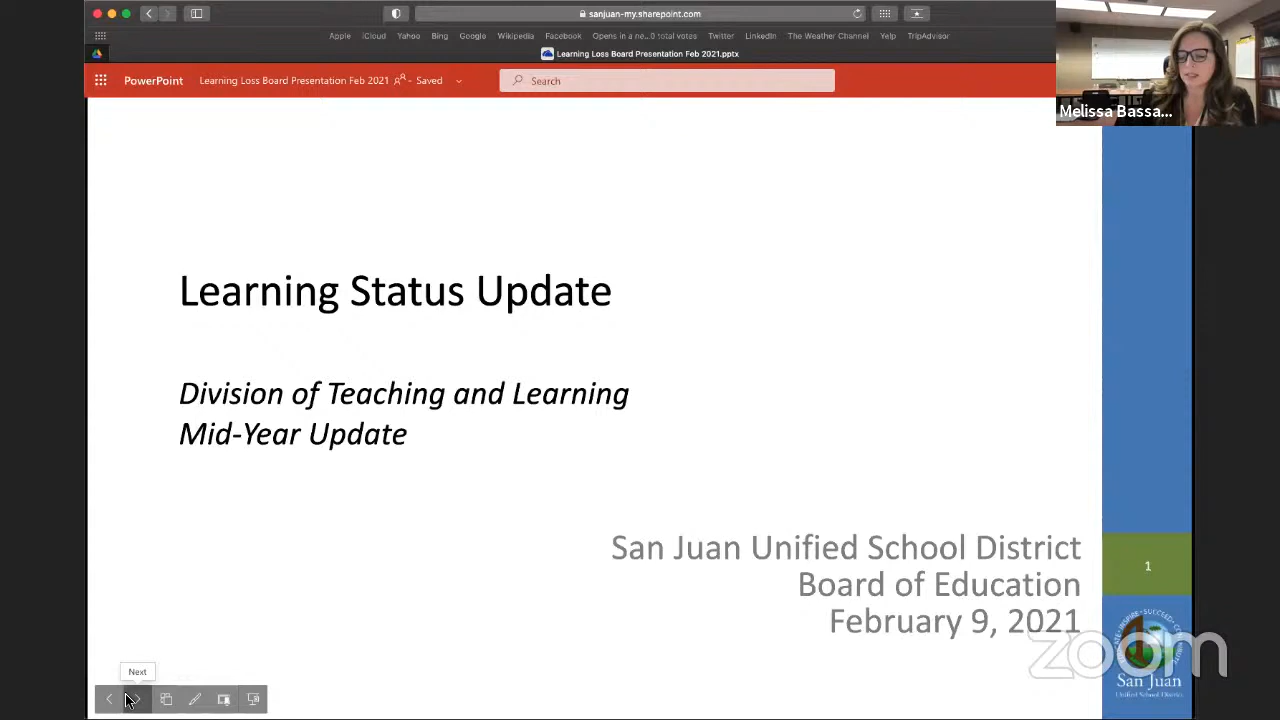 sanjuan-my.sharepoint.com
Apple iCloud Yahoo Bing Google Wikipedia Facebook Opens in a ne...0 total votes Twitter LinkedIn The Weather Channel Yelp TripAdvisor
Learning Loss Board Presentation Feb 2021.pptx
PowerPoint Learning Loss Board Presentation Feb 2021 - Saved Search
Melissa Bassa...
Learning Status Update
Division of Teaching and Learning
Mid-Year Update
San Juan Unified School District
Board of Education
February 9, 2021
1
zoom
San Juan
Unified School District
Next